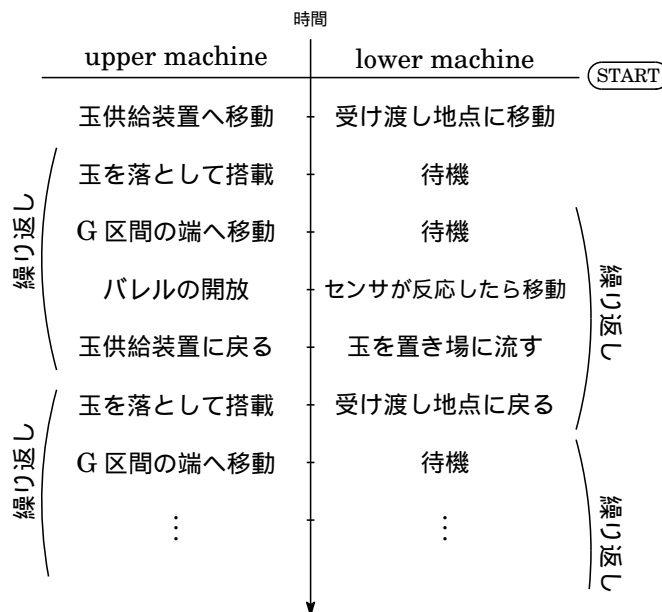 時間
upper machine lower machine
START
玉供給装置へ移動 受け渡し地点に移動
玉を落として搭載 待機
G 区間の端へ移動 待機
バレルの開放 センサが反応したら移動
玉供給装置に戻る 玉を置き場に流す
玉を落として搭載 受け渡し地点に戻る
G 区間の端へ移動 待機
⋮ ⋮
繰り返し
繰り返し
繰り返し
繰り返し